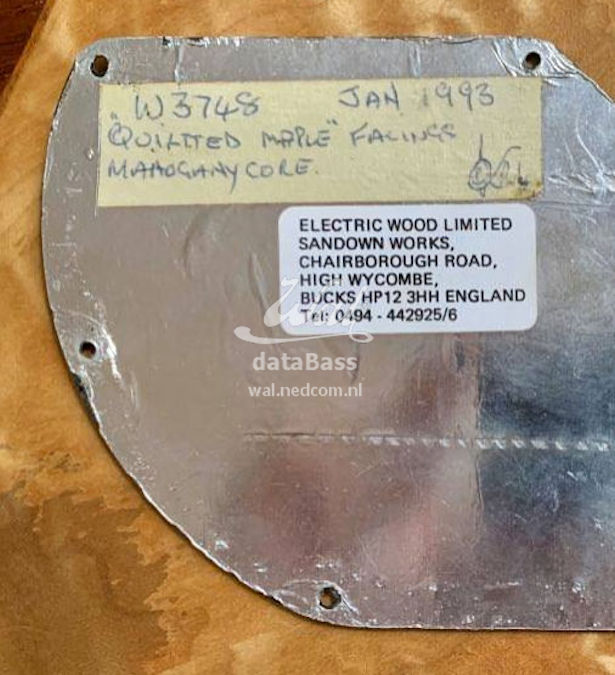 "W3748 JAN 1993
"QUILTED MAPLE" FACINGS
MAHOGANY CORE.
ELECTRIC WOOD LIMITED
SANDOWN WORKS,
CHAIRBOROUGH ROAD,
HIGH WYCOMBE,
BUCKS HP12 3HH ENGLAND
Tel: 0494 - 442925/6
Wal
dataBass
wal.nedcom.nl